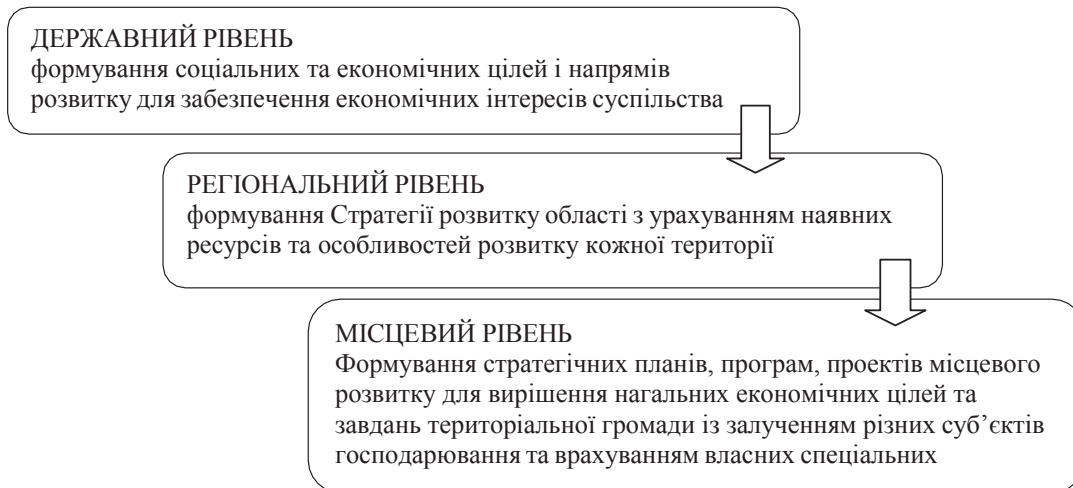 ДЕРЖАВНИЙ РІВЕНЬ
формування соціальних та економічних цілей і напрямів
розвитку для забезпечення економічних інтересів суспільства
РЕГІОНАЛЬНИЙ РІВЕНЬ
формування Стратегії розвитку області з урахуванням наявних
ресурсів та особливостей розвитку кожної території
МІСЦЕВИЙ РІВЕНЬ
Формування стратегічних планів, програм, проектів місцевого
розвитку для вирішення нагальних економічних цілей та
завдань територіальної громади із залученням різних суб’єктів
господарювання та врахуванням власних спеціальних